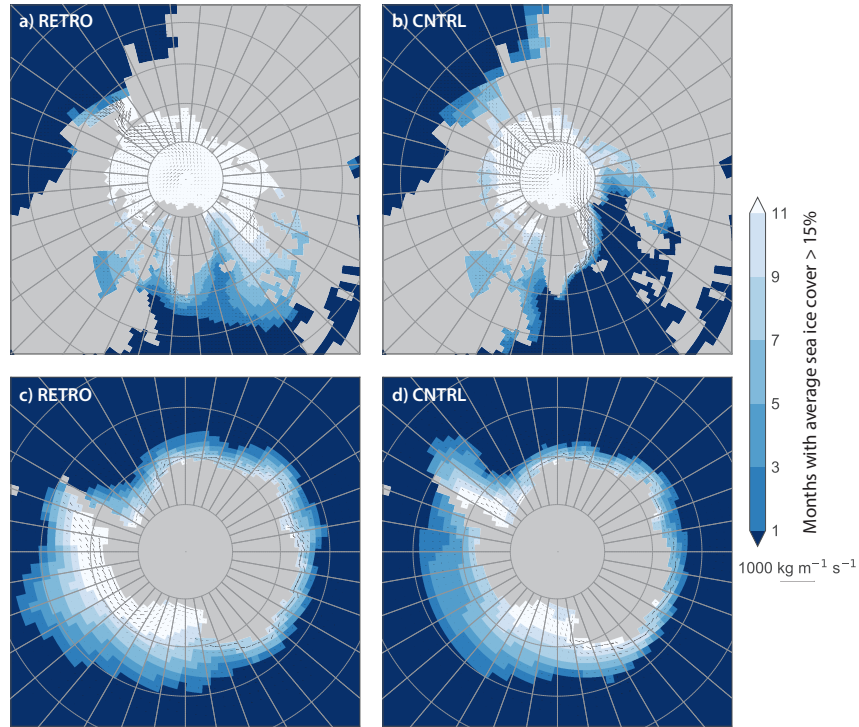 a) RETRO
b) CNTRL
c) RETRO
d) CNTRL
11
9
7
5
3
1
Months with average sea ice cover > 15%
1000 kg m⁻¹ s⁻¹